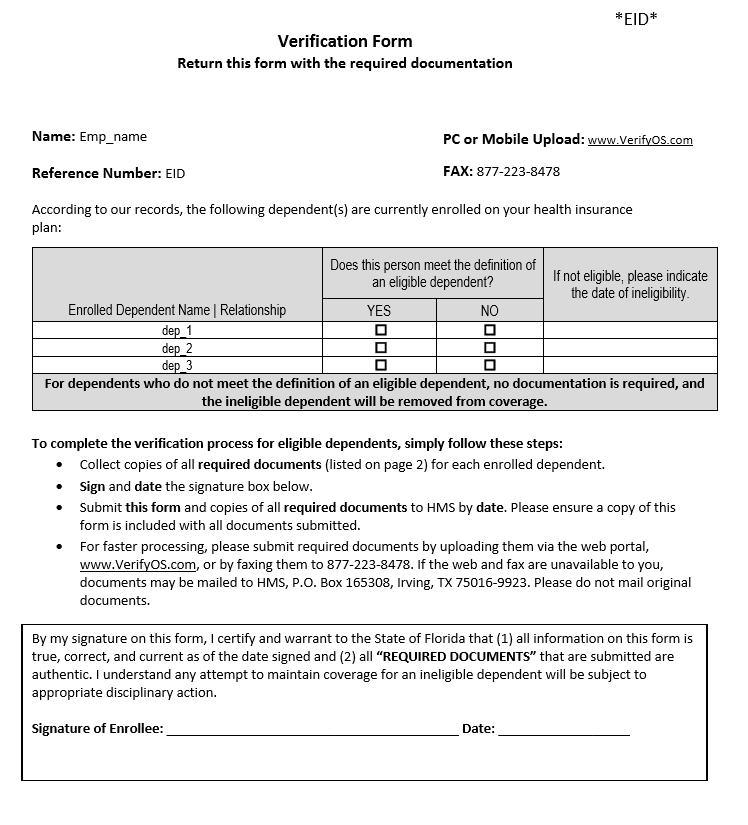 *EID*
Verification Form
Return this form with the required documentation
Name: Emp_name
PC or Mobile Upload: www.VerifyOS.com
Reference Number: EID
FAX: 877-223-8478
According to our records, the following dependent(s) are currently enrolled on your health insurance
plan:
Enrolled Dependent Name | Relationship
Does this person meet the definition of
an eligible dependent?
YES
NO
If not eligible, please indicate
the date of ineligibility.
dep_1
dep_2
dep_3
For dependents who do not meet the definition of an eligible dependent, no documentation is required, and
the ineligible dependent will be removed from coverage.
To complete the verification process for eligible dependents, simply follow these steps:
• Collect copies of all required documents (listed on page 2) for each enrolled dependent.
• Sign and date the signature box below.
• Submit this form and copies of all required documents to HMS by date. Please ensure a copy of this
form is included with all documents submitted.
• For faster processing, please submit required documents by uploading them via the web portal,
www.VerifyOS.com, or by faxing them to 877-223-8478. If the web and fax are unavailable to you,
documents may be mailed to HMS, P.O. Box 165308, Irving, TX 75016-9923. Please do not mail original
documents.
By my signature on this form, I certify and warrant to the State of Florida that (1) all information on this form is
true, correct, and current as of the date signed and (2) all “REQUIRED DOCUMENTS” that are submitted are
authentic. I understand any attempt to maintain coverage for an ineligible dependent will be subject to
appropriate disciplinary action.
Signature of Enrollee: ________________________________________ Date: __________________